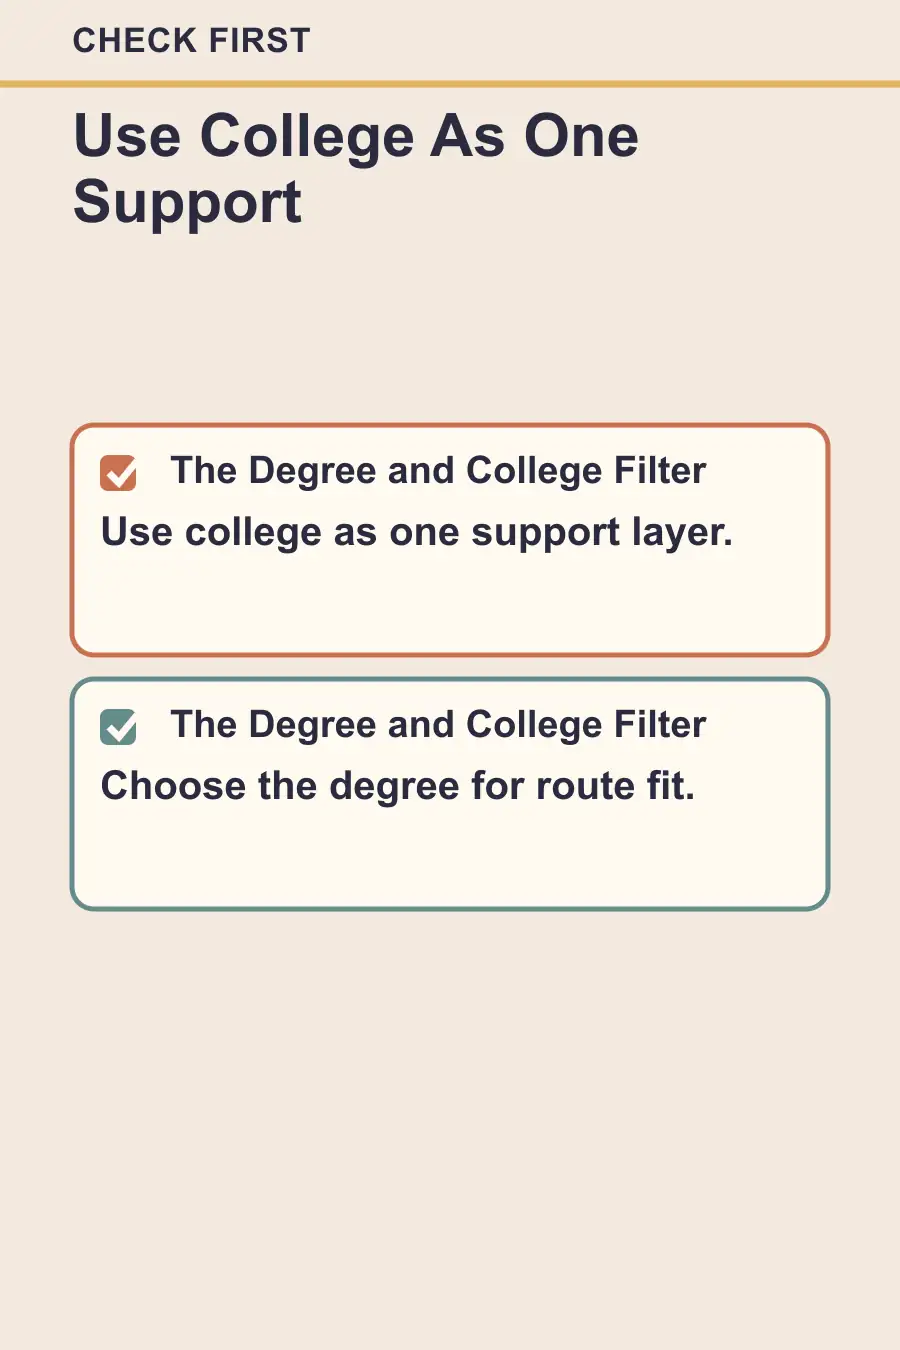 CHECK FIRST
Use College As One
Support
The Degree and College Filter
Use college as one support layer.
The Degree and College Filter
Choose the degree for route fit.